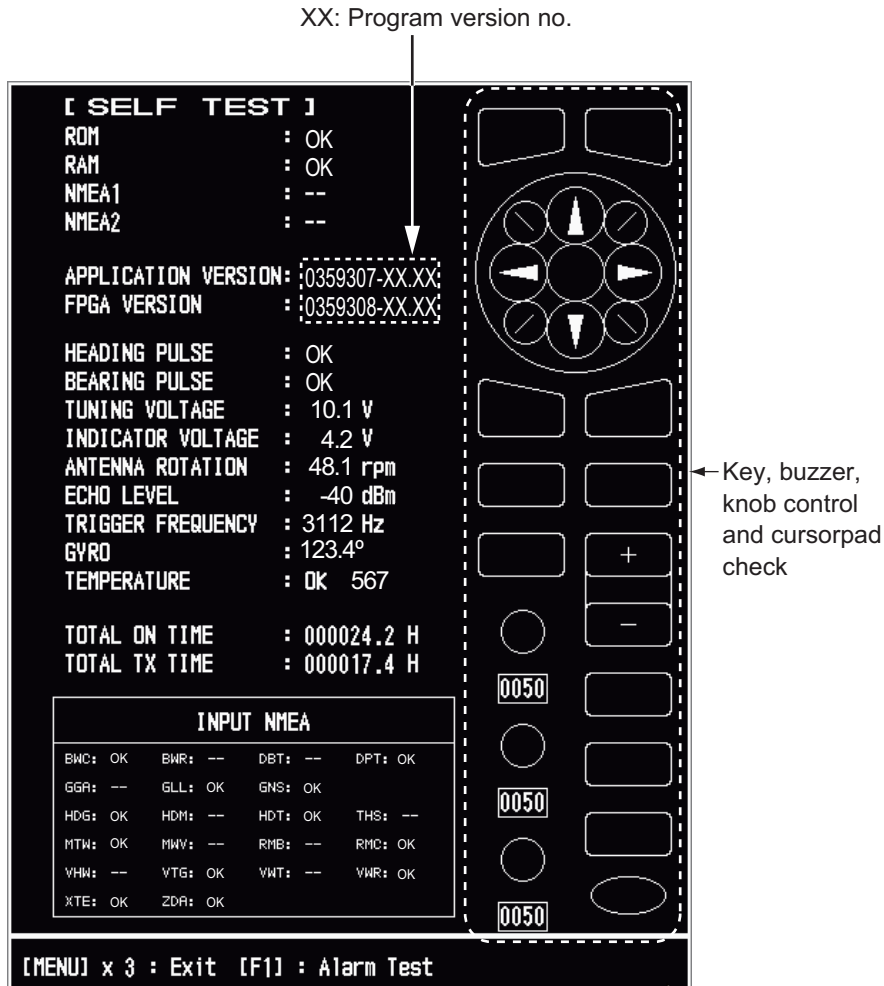 XX: Program version no.
[ SELF TEST ]
ROM : OK
RAM : OK
NMEA1 : --
NMEA2 : --
APPLICATION VERSION: 0359307-XX.XX
FPGA VERSION : 0359308-XX.XX
HEADING PULSE : OK
BEARING PULSE : OK
TUNING VOLTAGE : 10.1 V
INDICATOR VOLTAGE : 4.2 V
ANTENNA ROTATION : 48.1 rpm
ECHO LEVEL : -40 dBm
TRIGGER FREQUENCY : 3112 Hz
GYRO : 123.4º
TEMPERATURE : OK 567
TOTAL ON TIME : 000024.2 H
TOTAL TX TIME : 000017.4 H
INPUT NMEA
BWC: OK BWR: -- DBT: -- DPT: OK
GGA: -- GLL: OK GNS: OK
HDG: OK HDM: -- HDT: OK THS: --
MTW: OK MWV: -- RMB: -- RMC: OK
VHW: -- VTG: OK VWT: -- VWR: OK
XTE: OK ZDA: OK
+
−
0050
0050
0050
Key, buzzer,
knob control
and cursorpad
check
[MENU] x 3 : Exit [F1] : Alarm Test